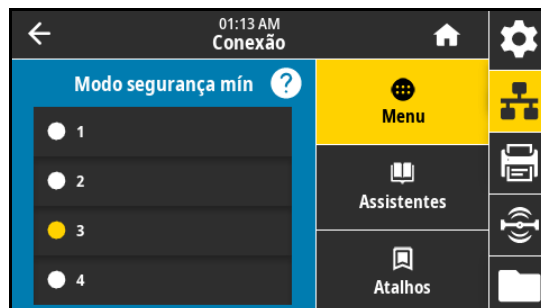 01:13 AM
Conexão
Modo segurança mín ?
1
2
3
4
Menu
Assistentes
Atalhos